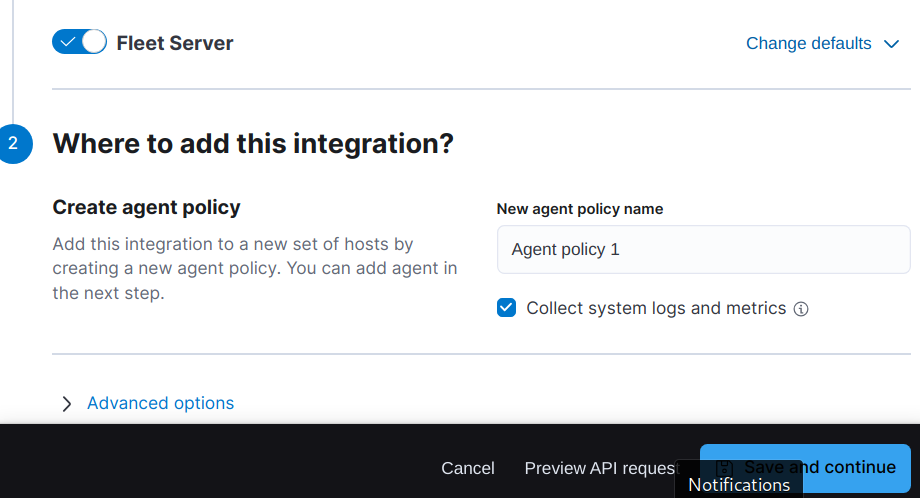 Fleet Server
Change defaults
2
Where to add this integration?
Create agent policy
Add this integration to a new set of hosts by
creating a new agent policy. You can add agent in
the next step.
New agent policy name
Agent policy 1
Collect system logs and metrics
Advanced options
Cancel
Preview API request
Save and continue
Notifications